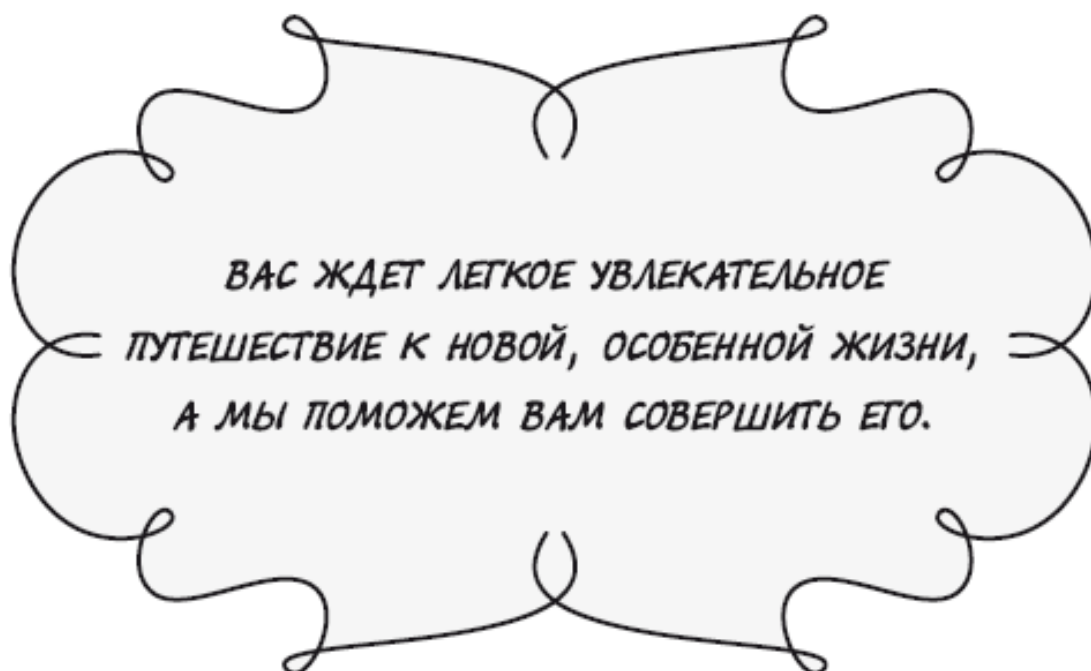 ВАС ЖДЕТ ЛЕГКОЕ УВЛЕКАТЕЛЬНОЕ
ПУТЕШЕСТВИЕ К НОВОЙ, ОСОБЕННОЙ ЖИЗНИ,
А МЫ ПОМОЖЕМ ВАМ СОВЕРШИТЬ ЕГО.